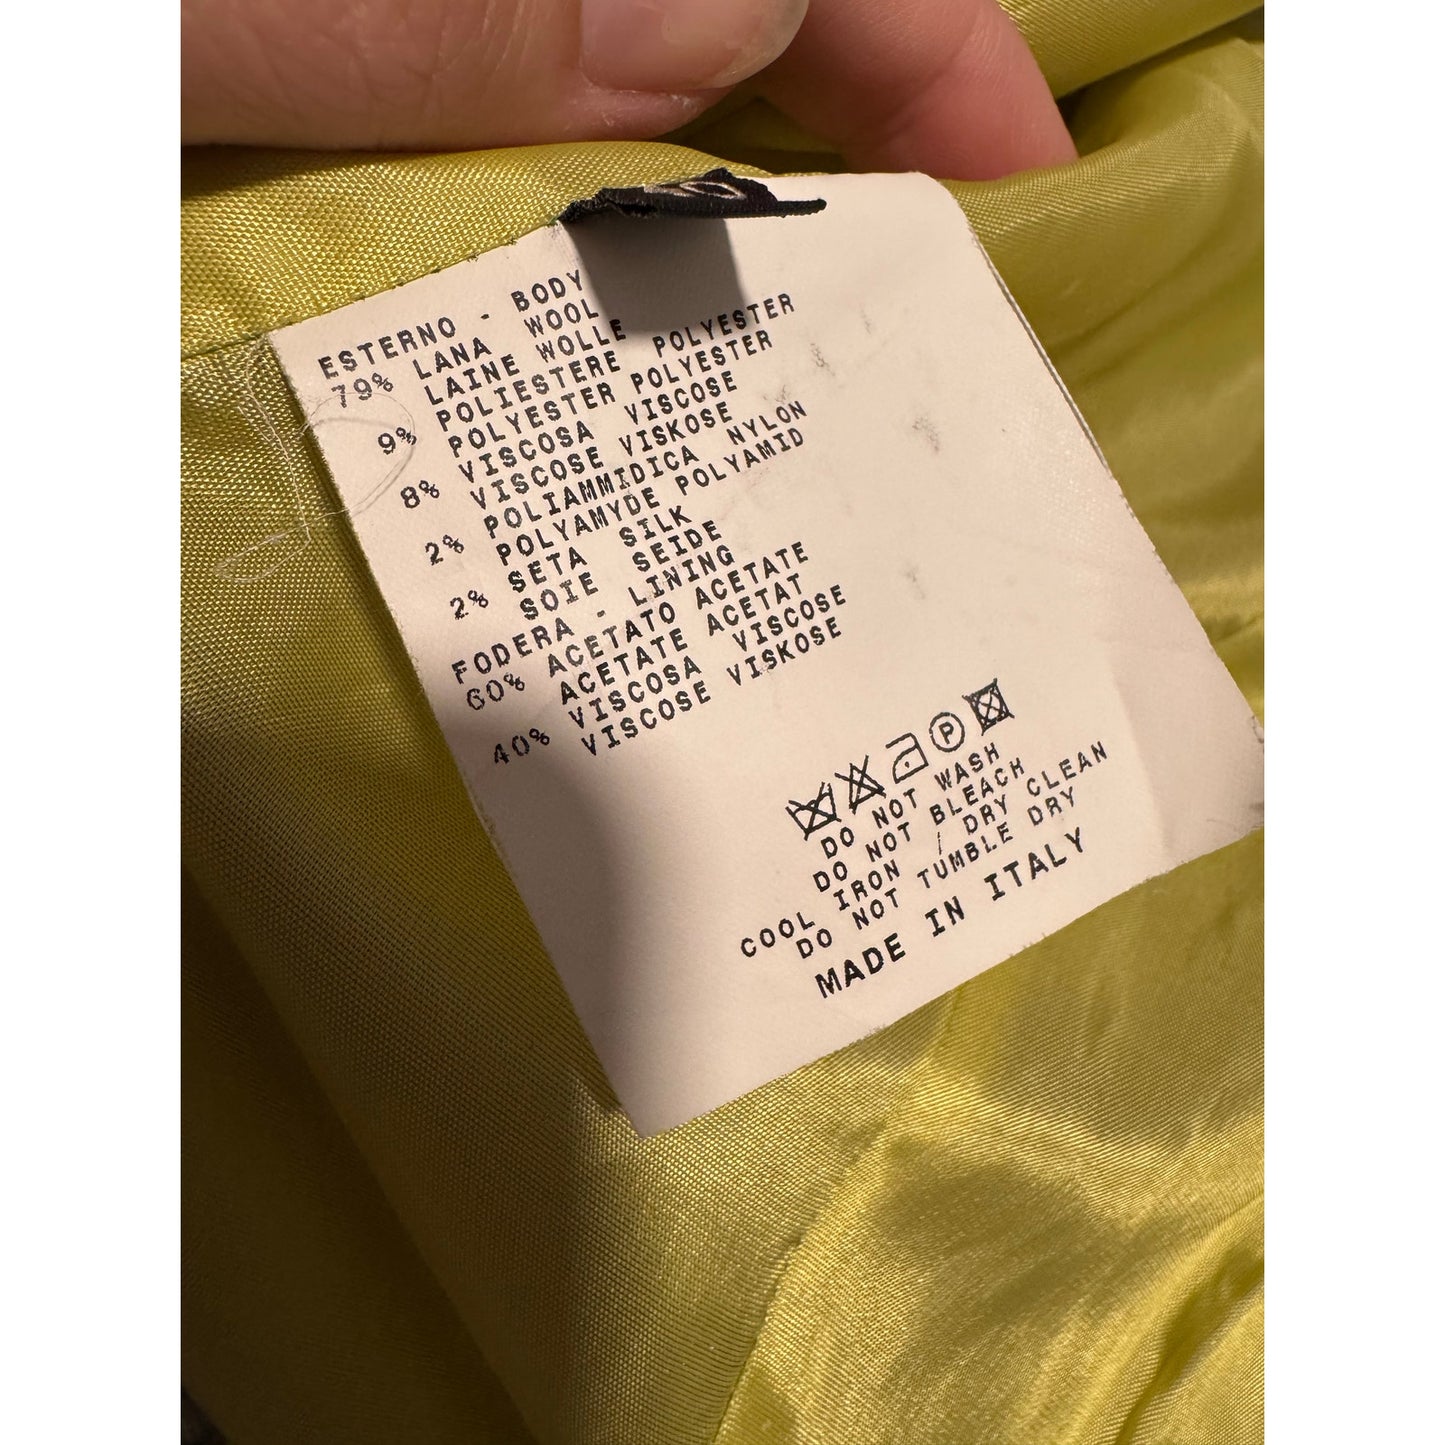 ESTERNO - BODY
79% LANA WOOL
LAINE WOLLE
9% POLIESTERE POLYESTER
POLYESTER POLYESTER
8% VISCOSA VISCOSE
VISCOSE VISKOSE
2% POLIAMMIDICA NYLON
POLYAMYDE POLYAMID
2% SETA SILK
SOIE SEIDE
FODERA - LINING
60% ACETATO ACETATE
ACETATE ACETAT
40% VISCOSA VISCOSE
VISCOSE VISKOSE
P
DO NOT WASH
DO NOT BLEACH
COOL IRON / DRY CLEAN
DO NOT TUMBLE DRY
MADE IN ITALY